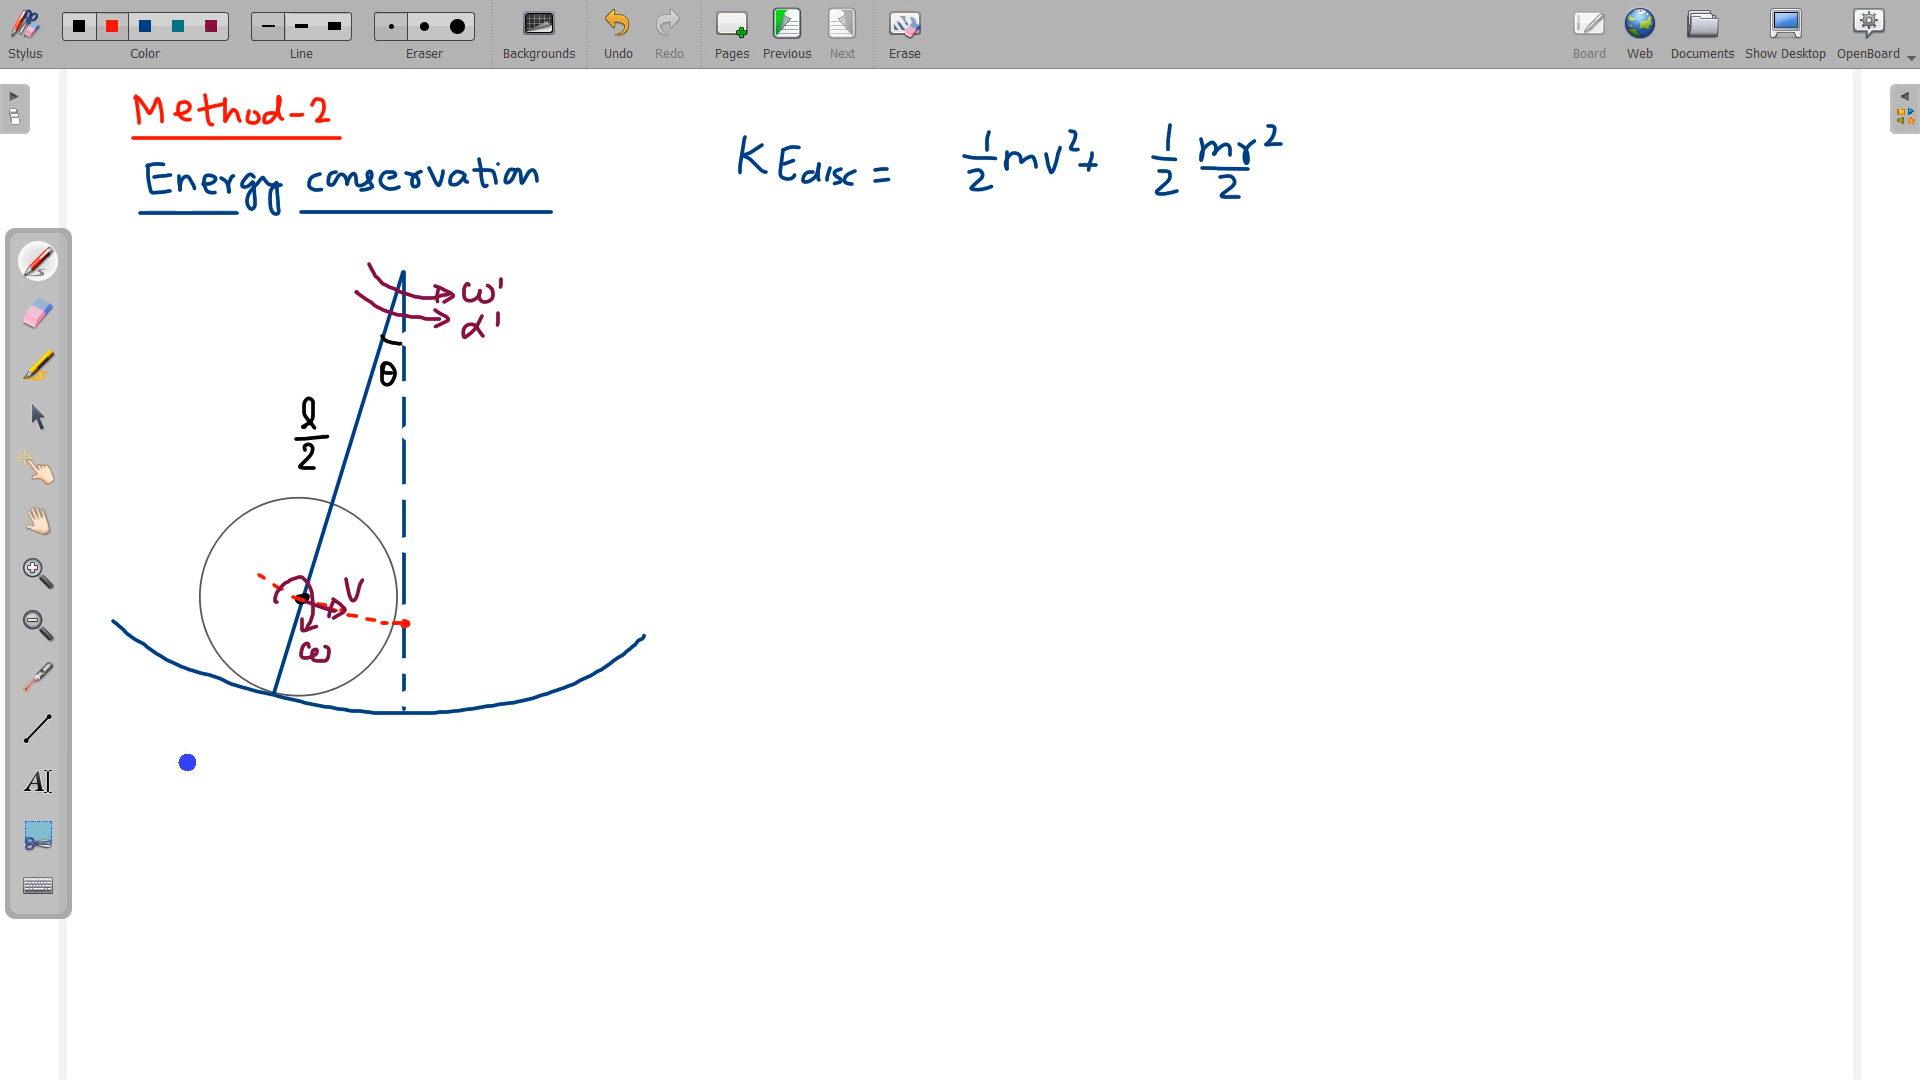 Stylus Color Line Eraser Backgrounds Undo Redo Pages Previous Next Erase Board Web Documents Show Desktop OpenBoard
Method-2
Energy conservation
KEdisc = 1/2 mv² + 1/2 mr²/2
ω'
α'
θ
l/2
V
ω
AI